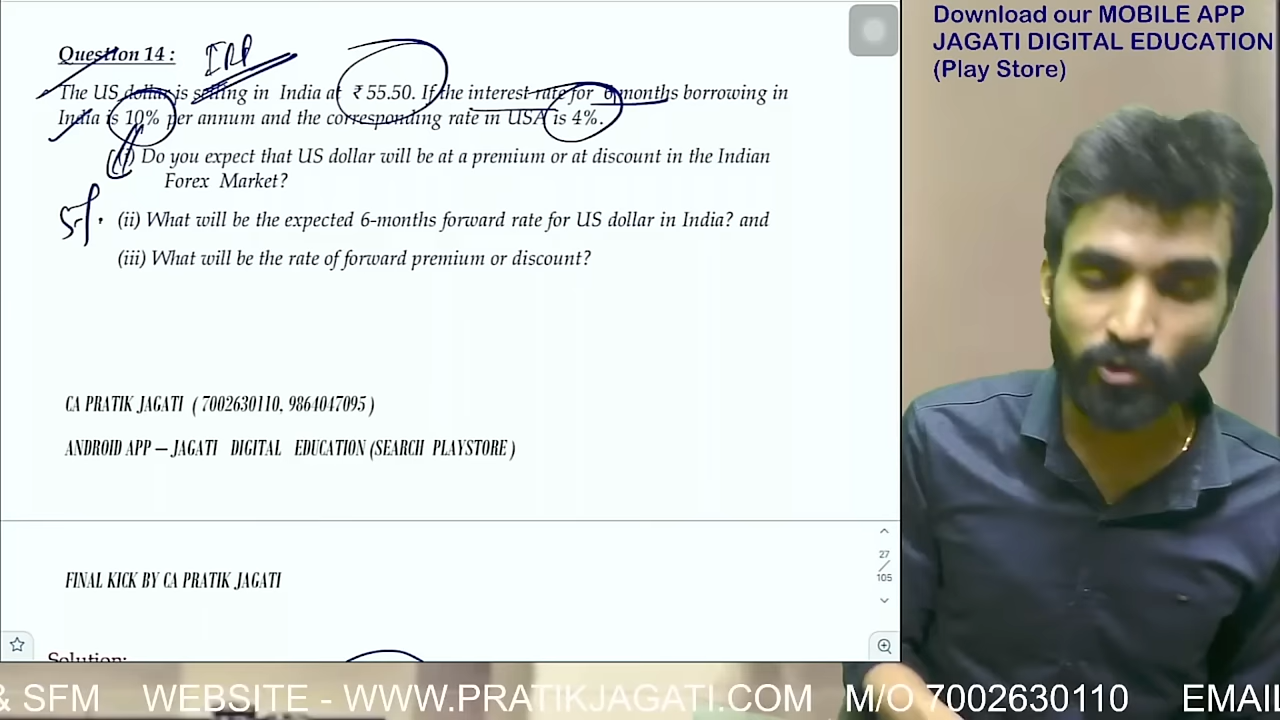 Download our MOBILE APP
JAGATI DIGITAL EDUCATION
(Play Store)
Question 14 :
IRP
The US dollar is selling in India at ₹ 55.50. If the interest rate for 6 months borrowing in
India is 10% per annum and the corresponding rate in USA is 4%.
(i) Do you expect that US dollar will be at a premium or at discount in the Indian
Forex Market?
5%.
(ii) What will be the expected 6-months forward rate for US dollar in India? and
(iii) What will be the rate of forward premium or discount?
CA PRATIK JAGATI ( 7002630110, 9864047095 )
ANDROID APP – JAGATI DIGITAL EDUCATION (SEARCH PLAYSTORE )
27
/
105
FINAL KICK BY CA PRATIK JAGATI
Solution:
& SFM WEBSITE - WWW.PRATIKJAGATI.COM M/O 7002630110 EMAIL